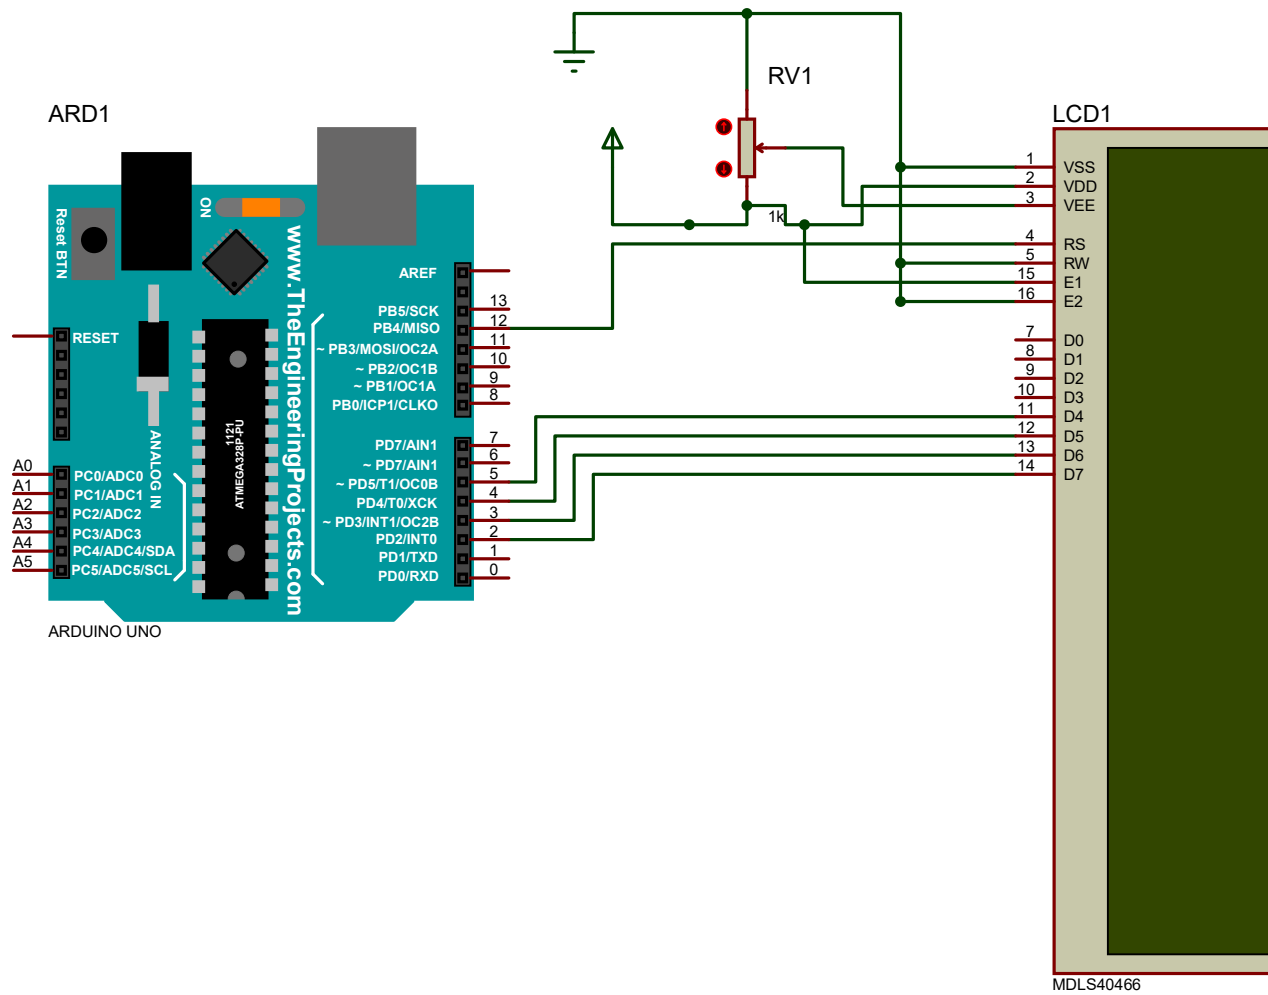 RV1
1k
ARD1
Reset BTN
ON
www.TheEngineeringProjects.com
RESET
ANALOG IN
1121
ATMEGA328P-PU
AREF
PB5/SCK 13
PB4/MISO 12
~ PB3/MOSI/OC2A 11
~ PB2/OC1B 10
~ PB1/OC1A 9
PB0/ICP1/CLKO 8
PD7/AIN1 7
~ PD7/AIN1 6
~ PD5/T1/OC0B 5
PD4/T0/XCK 4
~ PD3/INT1/OC2B 3
PD2/INT0 2
PD1/TXD 1
PD0/RXD 0
A0 PC0/ADC0
A1 PC1/ADC1
A2 PC2/ADC2
A3 PC3/ADC3
A4 PC4/ADC4/SDA
A5 PC5/ADC5/SCL
ARDUINO UNO
LCD1
1 VSS
2 VDD
3 VEE
4 RS
5 RW
15 E1
16 E2
7 D0
8 D1
9 D2
10 D3
11 D4
12 D5
13 D6
14 D7
MDLS40466